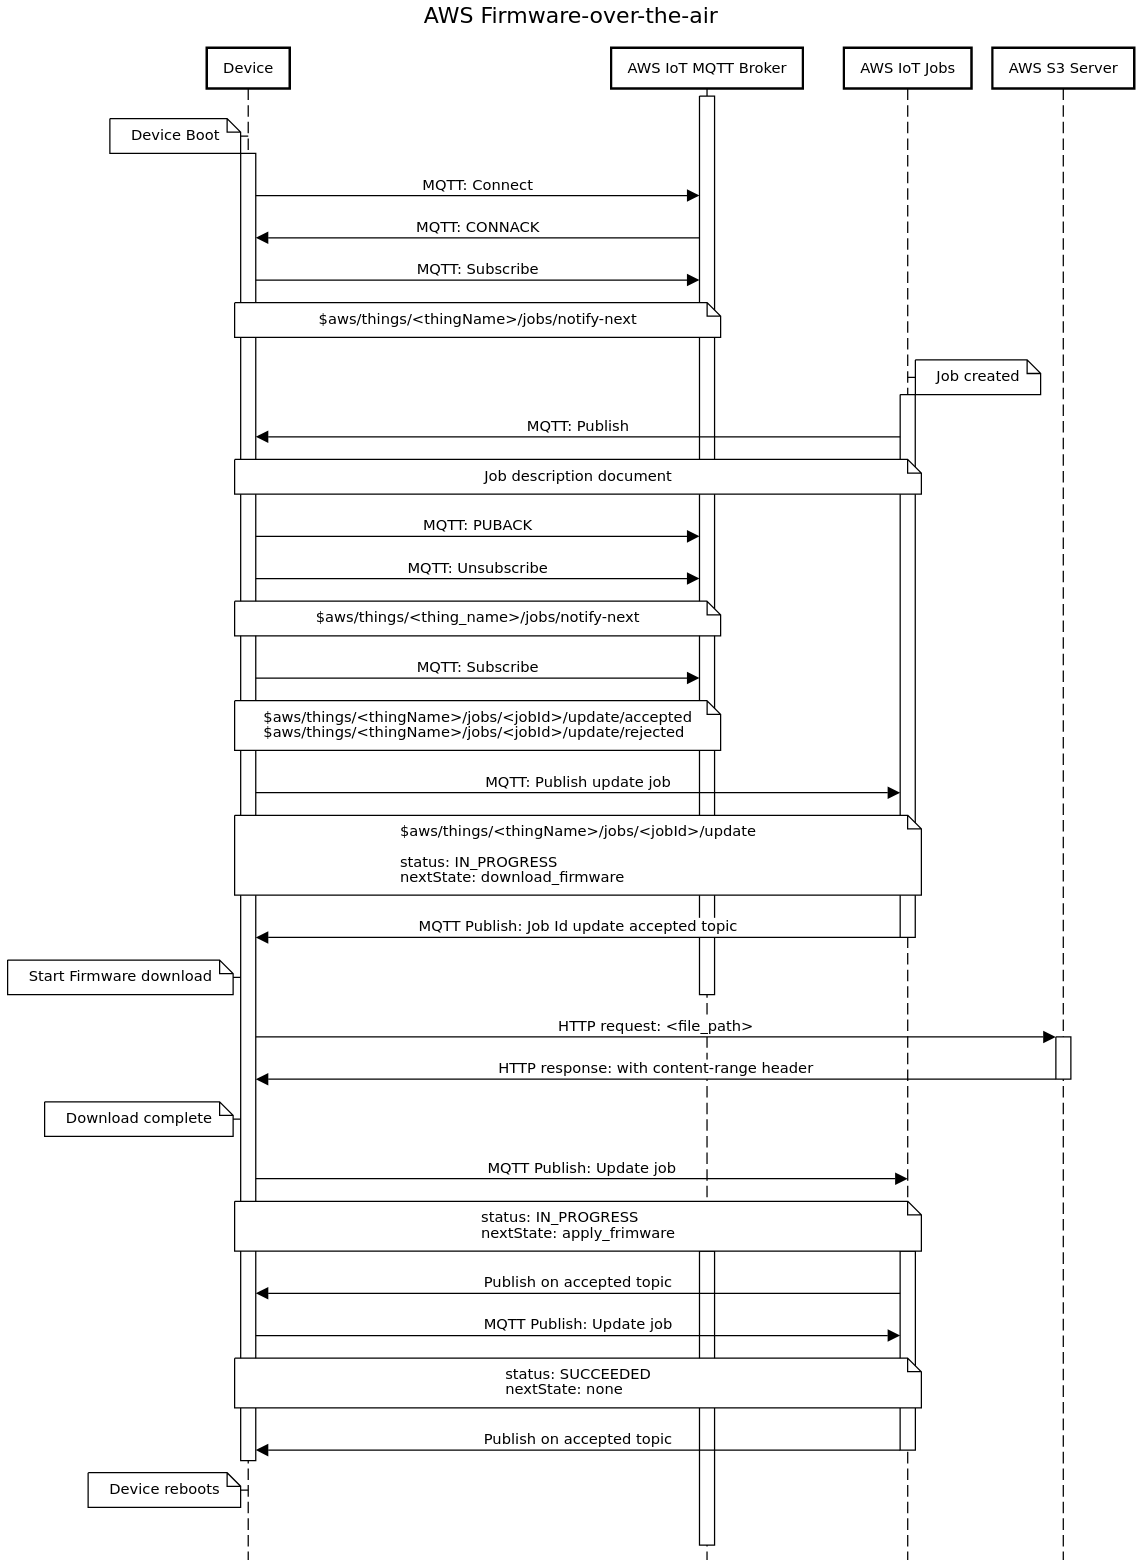 AWS Firmware-over-the-air
Device
AWS IoT MQTT Broker
AWS IoT Jobs
AWS S3 Server
Device Boot
MQTT: Connect
MQTT: CONNACK
MQTT: Subscribe
$aws/things/<thingName>/jobs/notify-next
Job created
MQTT: Publish
Job description document
MQTT: PUBACK
MQTT: Unsubscribe
$aws/things/<thing_name>/jobs/notify-next
MQTT: Subscribe
$aws/things/<thingName>/jobs/<jobId>/update/accepted
$aws/things/<thingName>/jobs/<jobId>/update/rejected
MQTT: Publish update job
$aws/things/<thingName>/jobs/<jobId>/update
status: IN_PROGRESS
nextState: download_firmware
MQTT Publish: Job Id update accepted topic
Start Firmware download
HTTP request: <file_path>
HTTP response: with content-range header
Download complete
MQTT Publish: Update job
status: IN_PROGRESS
nextState: apply_frimware
Publish on accepted topic
MQTT Publish: Update job
status: SUCCEEDED
nextState: none
Publish on accepted topic
Device reboots